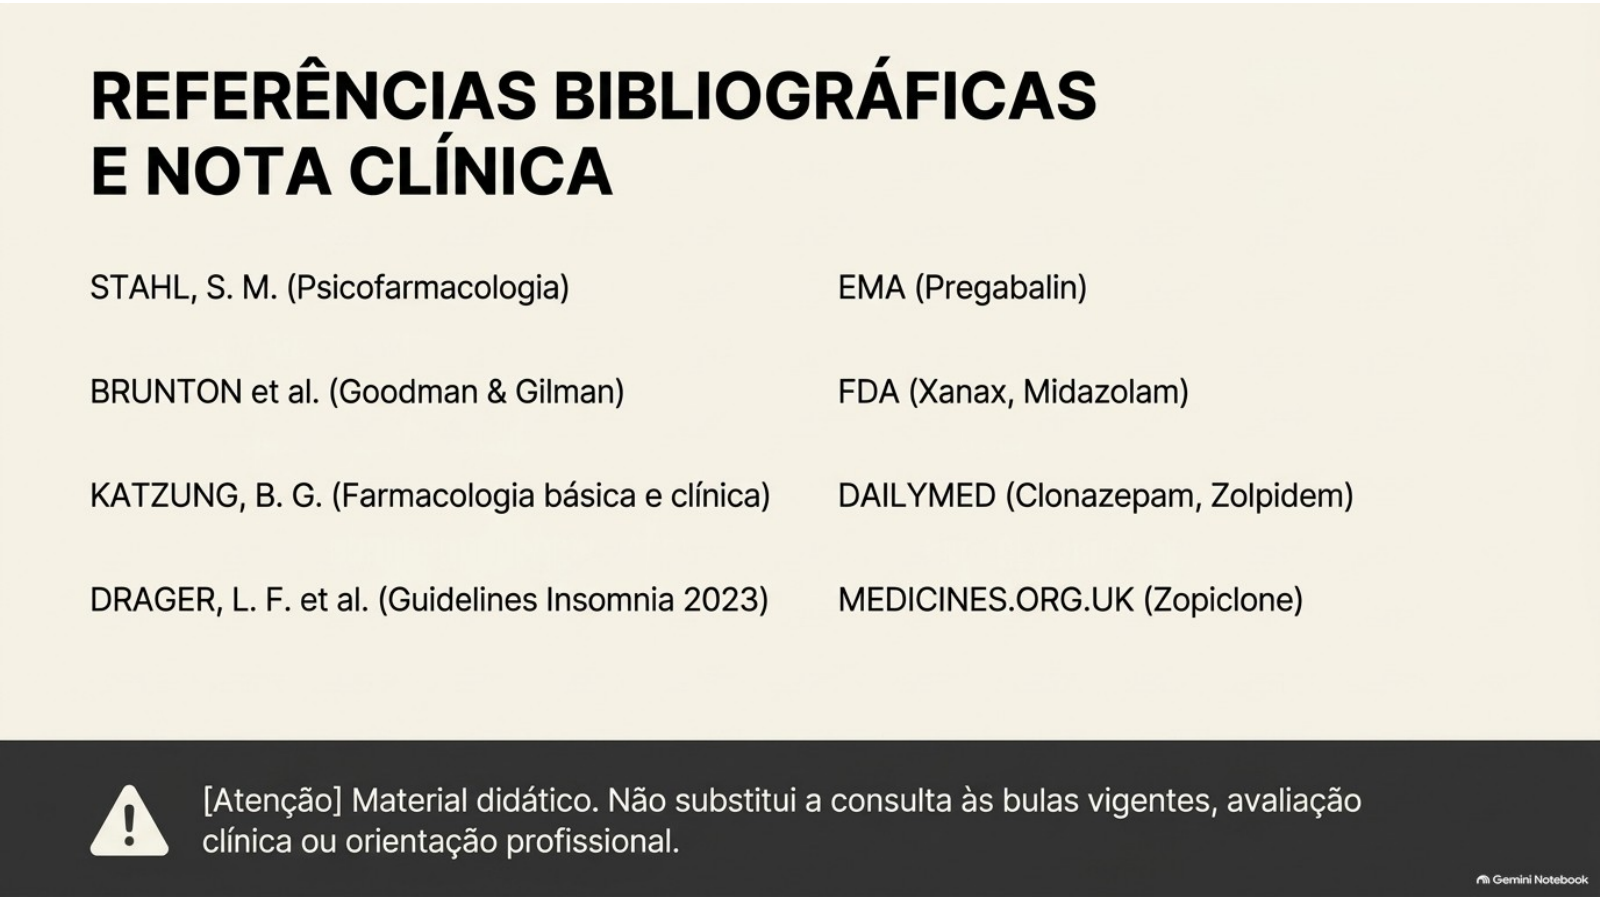 REFERÊNCIAS BIBLIOGRÁFICAS
E NOTA CLÍNICA
STAHL, S. M. (Psicofarmacologia)
BRUNTON et al. (Goodman & Gilman)
KATZUNG, B. G. (Farmacologia básica e clínica)
DRAGER, L. F. et al. (Guidelines Insomnia 2023)
EMA (Pregabalin)
FDA (Xanax, Midazolam)
DAILYMED (Clonazepam, Zolpidem)
MEDICINES.ORG.UK (Zopiclone)
[Atenção] Material didático. Não substitui a consulta às bulas vigentes, avaliação
clínica ou orientação profissional.
Gemini Notebook